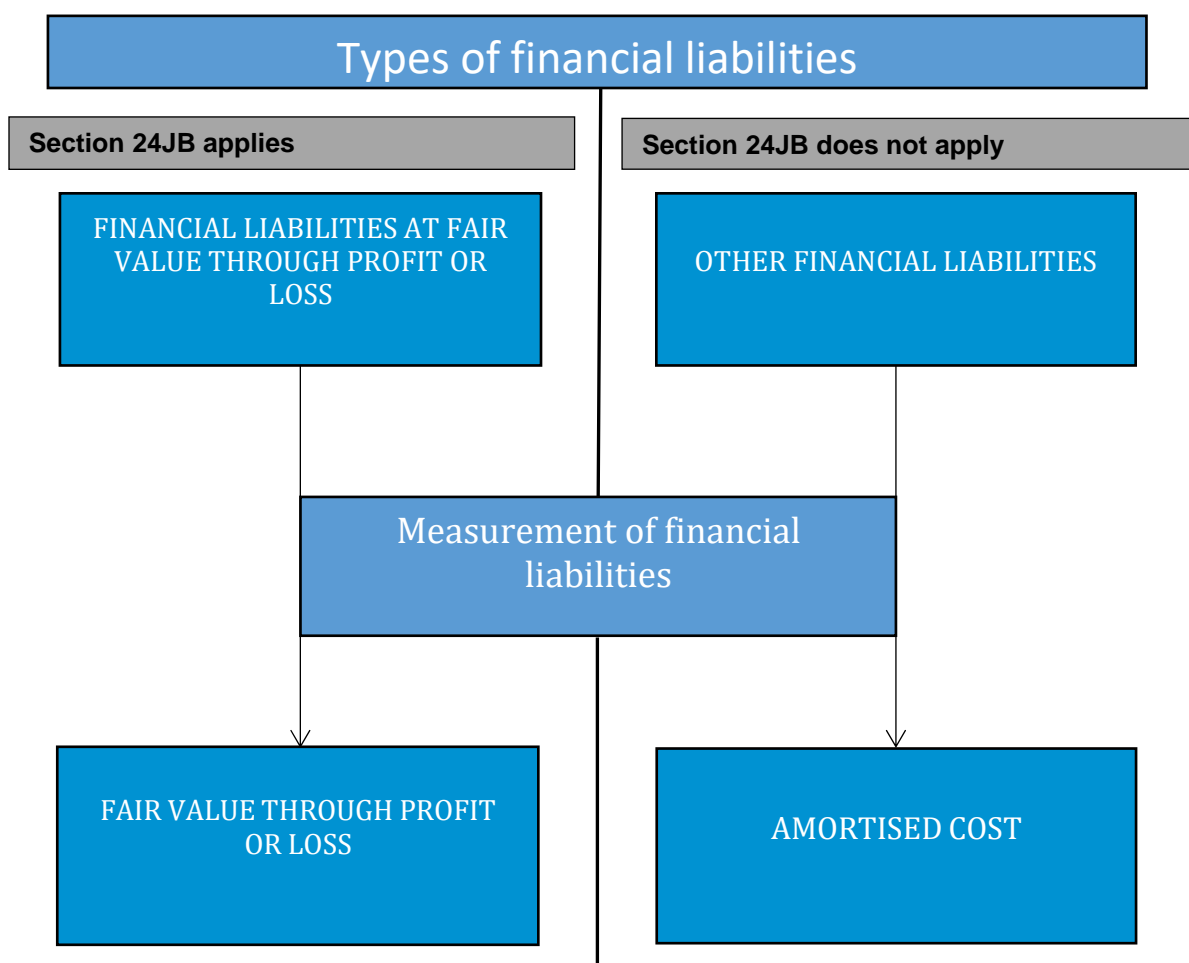 Types of financial liabilities
Section 24JB applies
Section 24JB does not apply
FINANCIAL LIABILITIES AT FAIR
VALUE THROUGH PROFIT OR
LOSS
OTHER FINANCIAL LIABILITIES
Measurement of financial
liabilities
FAIR VALUE THROUGH PROFIT
OR LOSS
AMORTISED COST